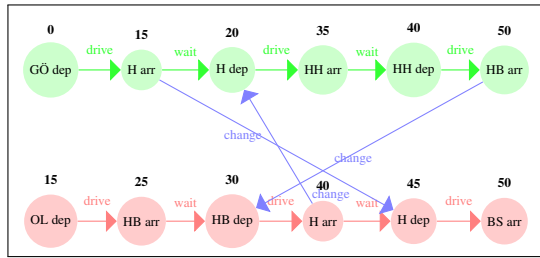 0 15 20 35 40 50
drive wait drive wait drive
GÖ dep H arr H dep HH arr HH dep HB arr
change
change
change
15 25 30 40 45 50
drive wait drive wait drive
OL dep HB arr HB dep H arr H dep BS arr